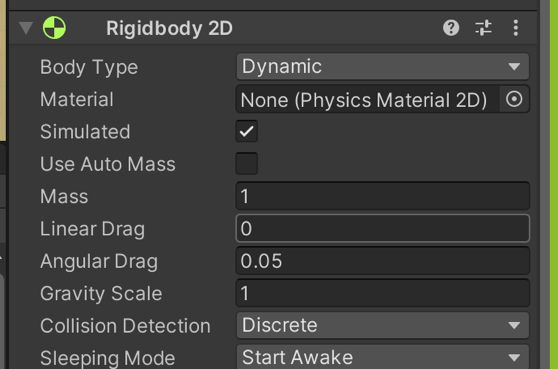 Rigidbody 2D
Body Type Dynamic
Material None (Physics Material 2D)
Simulated
Use Auto Mass
Mass 1
Linear Drag 0
Angular Drag 0.05
Gravity Scale 1
Collision Detection Discrete
Sleeping Mode Start Awake